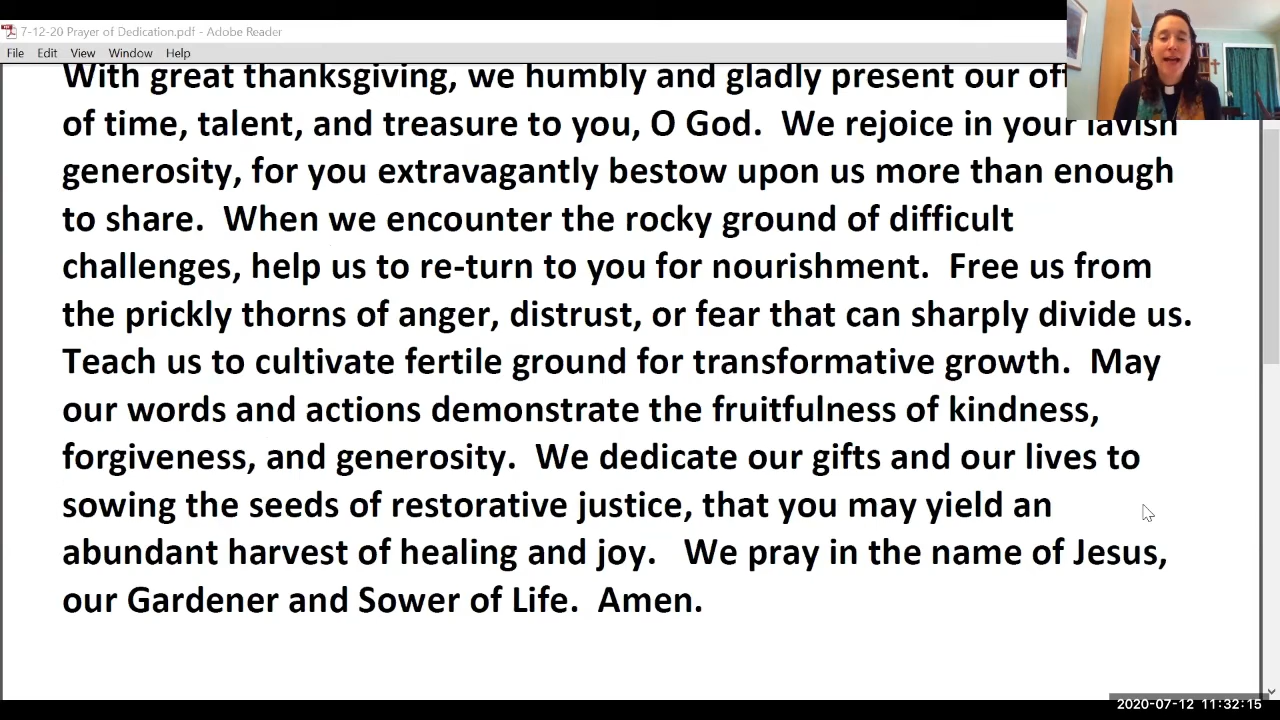 7-12-20 Prayer of Dedication.pdf - Adobe Reader
File Edit View Window Help
With great thanksgiving, we humbly and gladly present our
of time, talent, and treasure to you, O God.  We rejoice in your lavish
generosity, for you extravagantly bestow upon us more than enough
to share.  When we encounter the rocky ground of difficult
challenges, help us to re-turn to you for nourishment.  Free us from
the prickly thorns of anger, distrust, or fear that can sharply divide us.
Teach us to cultivate fertile ground for transformative growth.  May
our words and actions demonstrate the fruitfulness of kindness,
forgiveness, and generosity.  We dedicate our gifts and our lives to
sowing the seeds of restorative justice, that you may yield an
abundant harvest of healing and joy.   We pray in the name of Jesus,
our Gardener and Sower of Life.  Amen.
2020-07-12 11:32:15